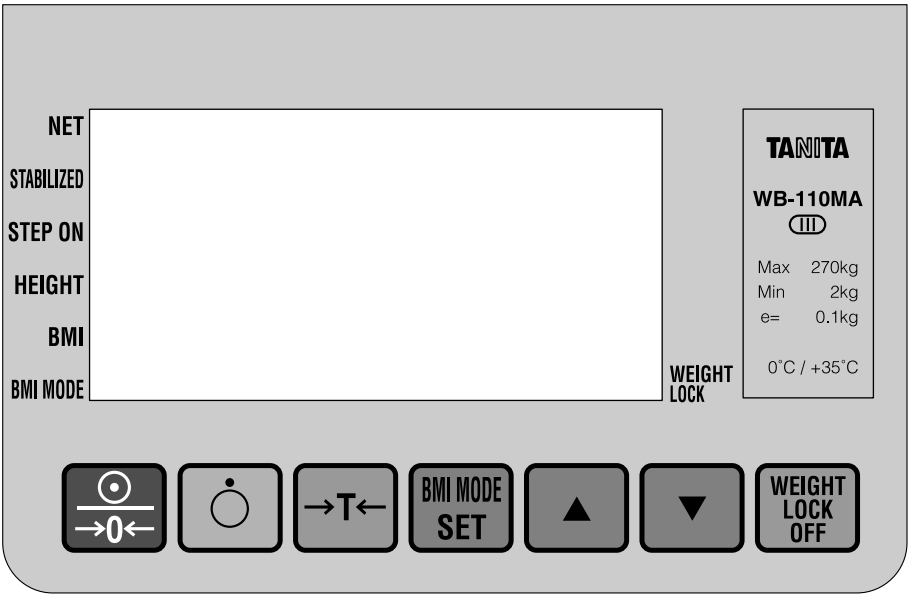 NET
STABILIZED
STEP ON
HEIGHT
BMI
BMI MODE
WEIGHT
LOCK
TANITA
WB-110MA
III
Max 270kg
Min 2kg
e= 0.1kg
0°C / +35°C
→0←
→T←
BMI MODE
SET
▲
▼
WEIGHT
LOCK
OFF